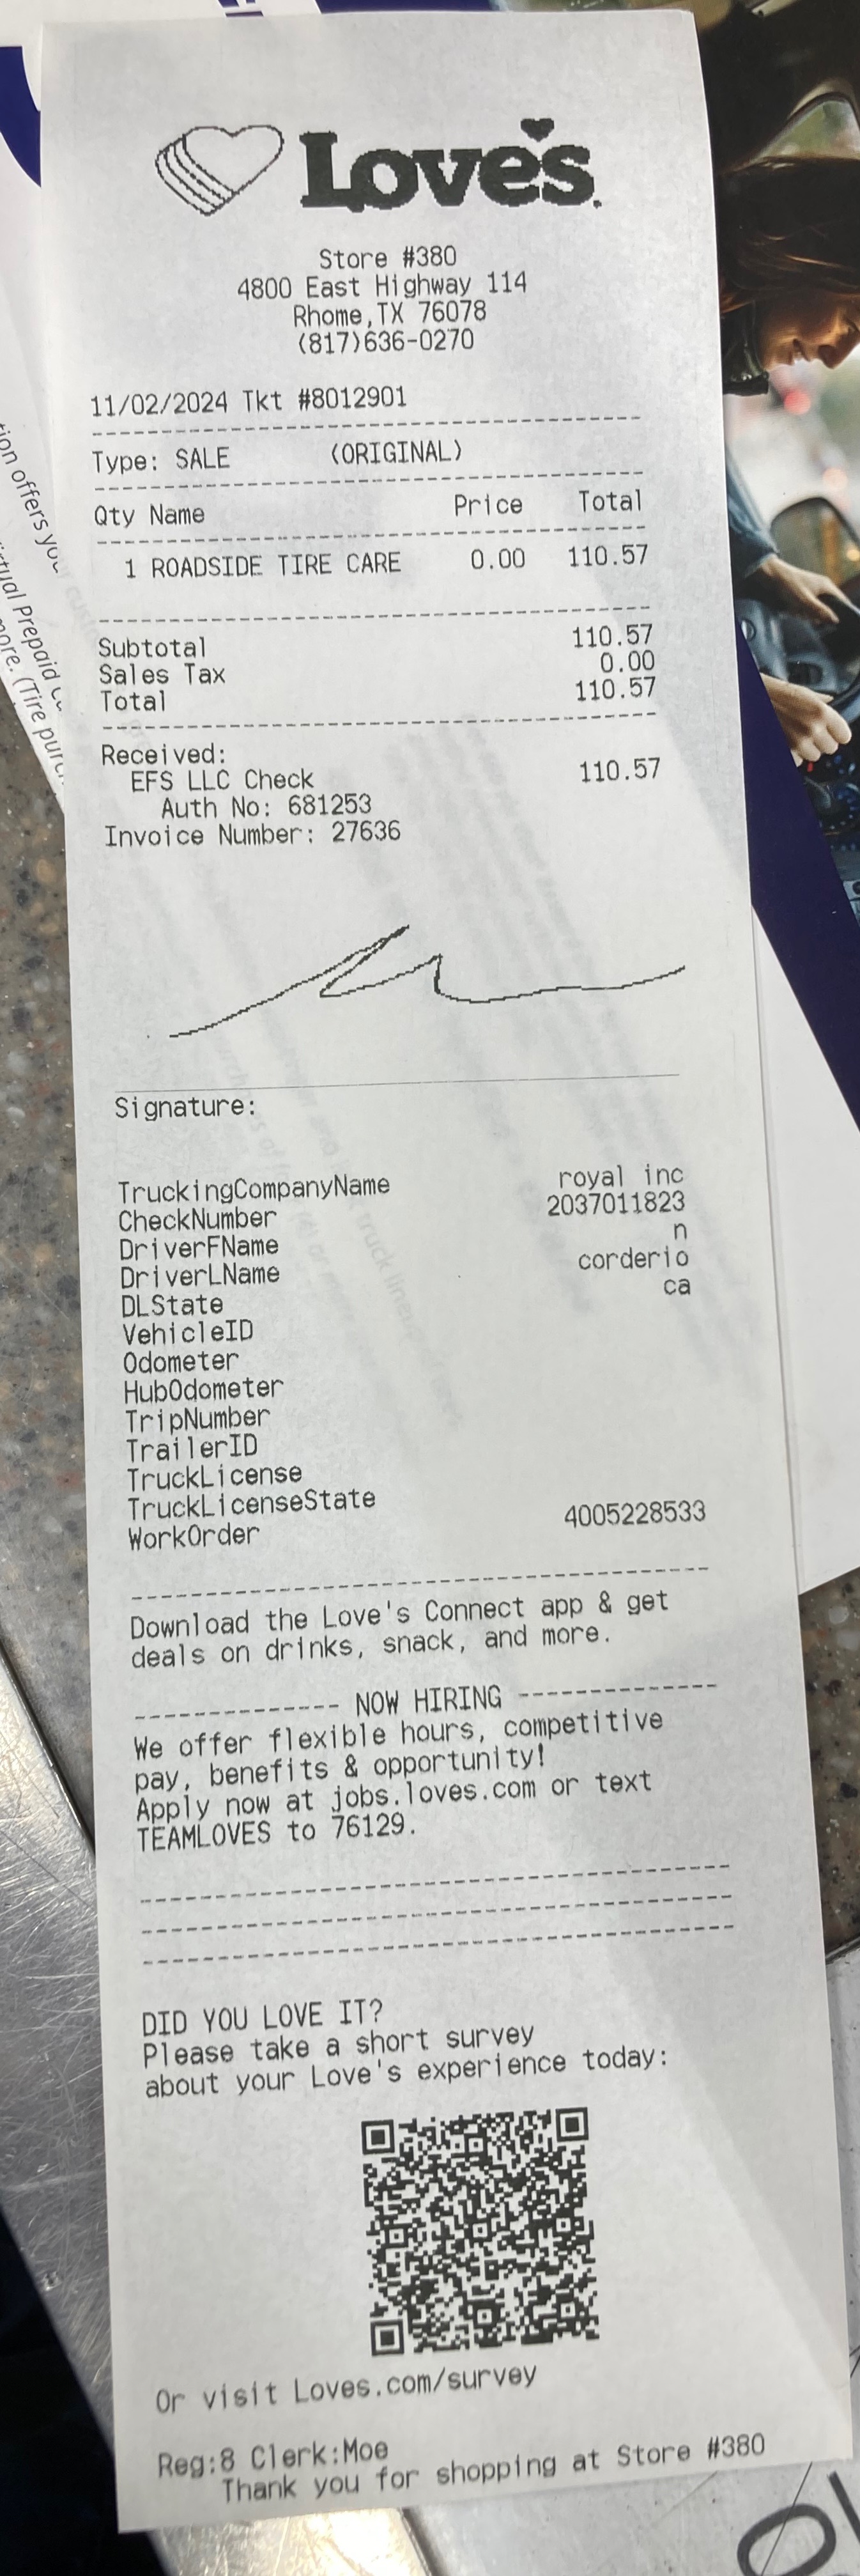 Love's
Store #380
4800 East Highway 114
Rhome,TX 76078
(817)636-0270
11/02/2024 Tkt #8012901
Type: SALE (ORIGINAL)
Qty Name Price Total
1 ROADSIDE TIRE CARE 0.00 110.57
Subtotal 110.57
Sales Tax 0.00
Total 110.57
Received:
EFS LLC Check 110.57
Auth No: 681253
Invoice Number: 27636
Signature:
TruckingCompanyName royal inc
CheckNumber 2037011823
DriverFName n
DriverLName corderio
DLState ca
VehicleID
Odometer
HubOdometer
TripNumber
TrailerID
TruckLicense
TruckLicenseState
WorkOrder 4005228533
Download the Love's Connect app & get
deals on drinks, snack, and more.
-------------- NOW HIRING --------------
We offer flexible hours, competitive
pay, benefits & opportunity!
Apply now at jobs.loves.com or text
TEAMLOVES to 76129.
DID YOU LOVE IT?
Please take a short survey
about your Love's experience today:
Or visit Loves.com/survey
Reg:8 Clerk:Moe
Thank you for shopping at Store #380
tion offers you
irtual Prepaid
more. (Tire